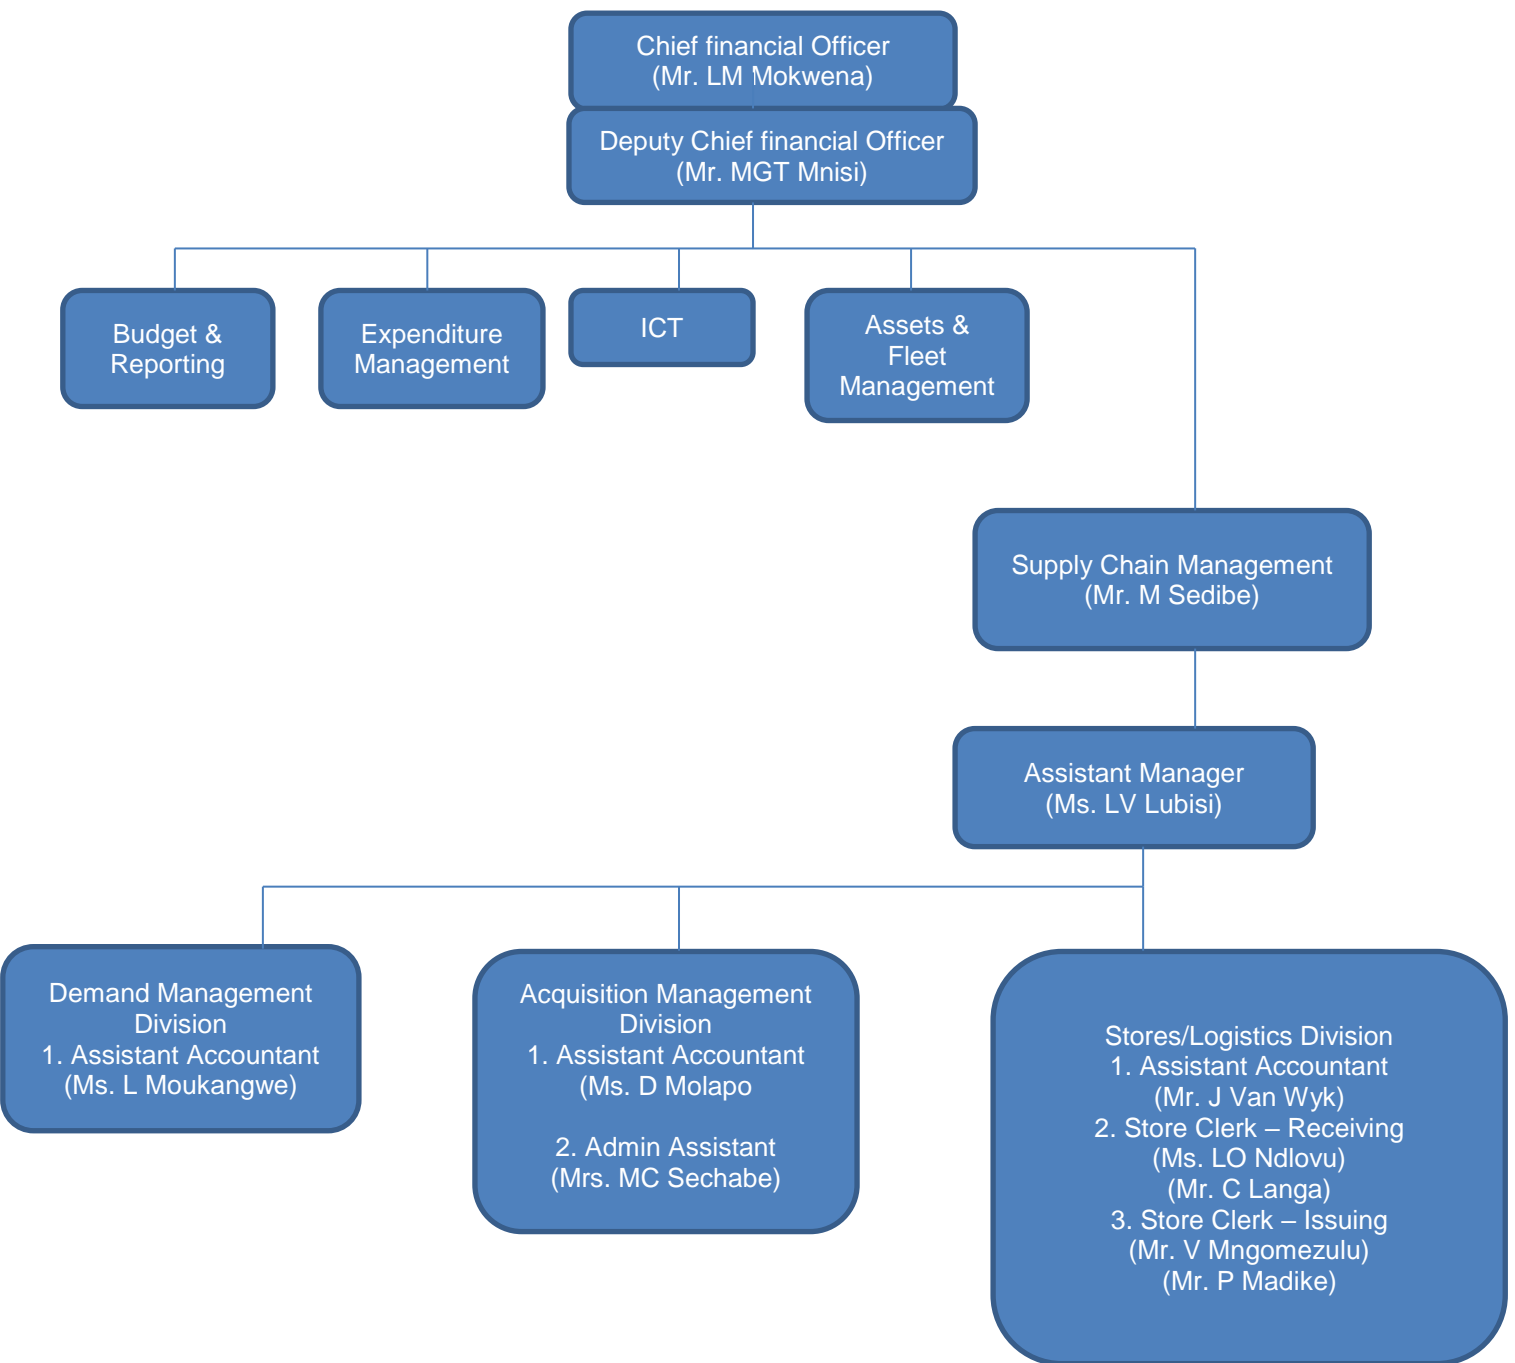 Chief financial Officer
(Mr. LM Mokwena)
Deputy Chief financial Officer
(Mr. MGT Mnisi)
Budget &
Reporting
Expenditure
Management
ICT
Assets &
Fleet
Management
Supply Chain Management
(Mr. M Sedibe)
Assistant Manager
(Ms. LV Lubisi)
Demand Management
Division
1. Assistant Accountant
(Ms. L Moukangwe)
Acquisition Management
Division
1. Assistant Accountant
(Ms. D Molapo
2. Admin Assistant
(Mrs. MC Sechabe)
Stores/Logistics Division
1. Assistant Accountant
(Mr. J Van Wyk)
2. Store Clerk – Receiving
(Ms. LO Ndlovu)
(Mr. C Langa)
3. Store Clerk – Issuing
(Mr. V Mngomezulu)
(Mr. P Madike)